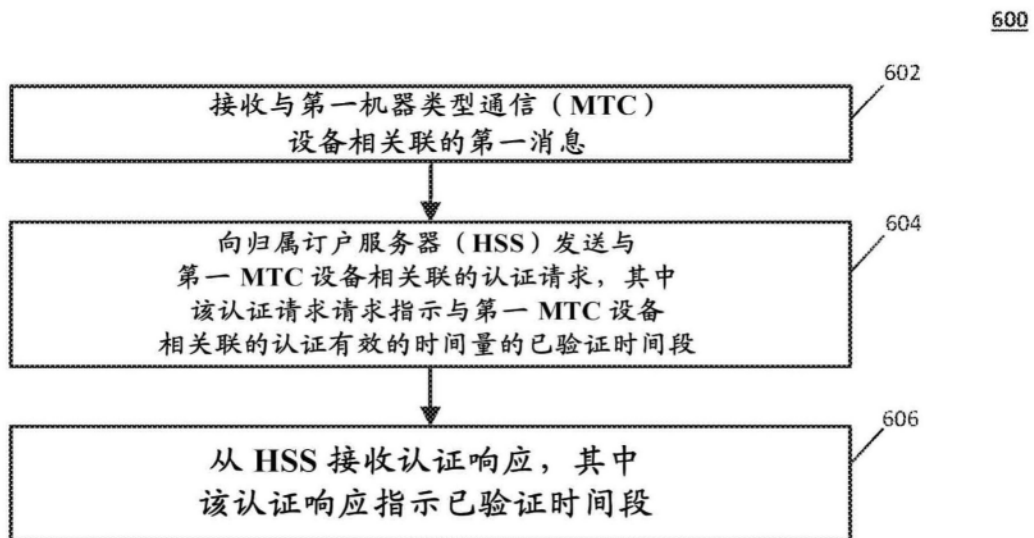 600
602
接收与第一机器类型通信（MTC）
设备相关联的第一消息
604
向归属订户服务器（HSS）发送与
第一 MTC 设备相关联的认证请求，其中
该认证请求请求指示与第一 MTC 设备
相关联的认证有效的时间量的已验证时间段
606
从 HSS 接收认证响应，其中
该认证响应指示已验证时间段